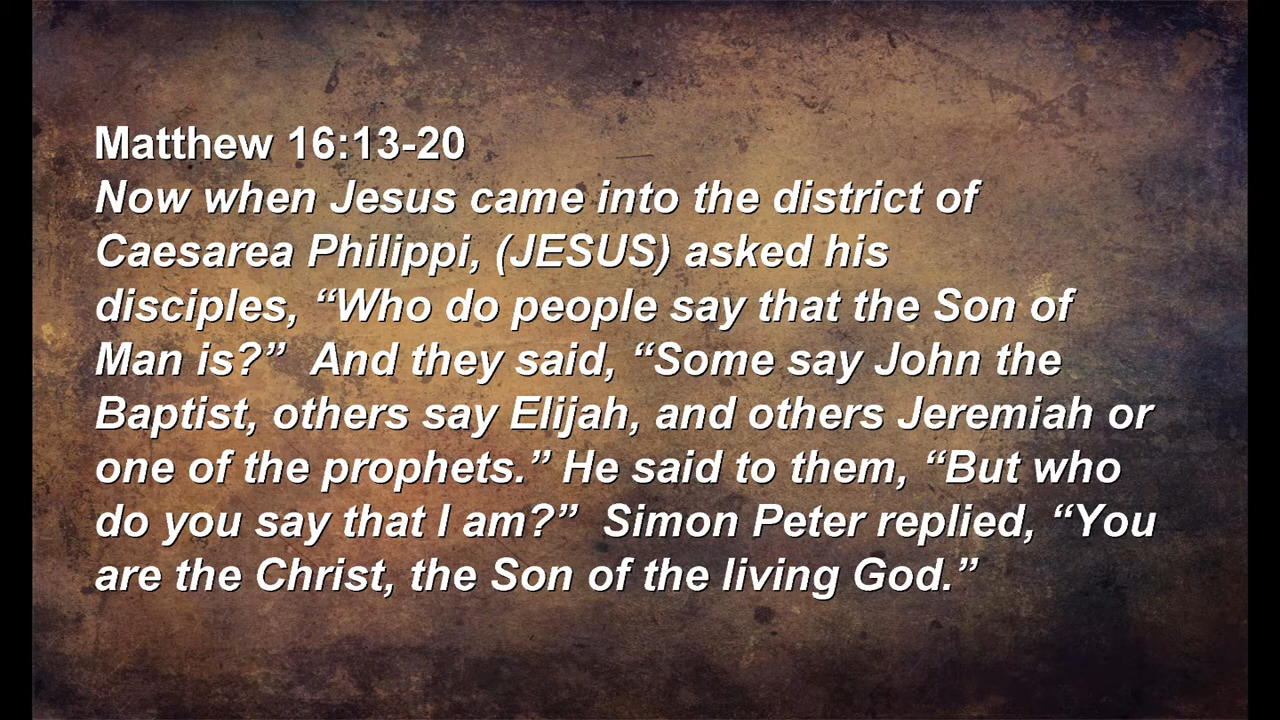 Matthew 16:13-20
Now when Jesus came into the district of
Caesarea Philippi, (JESUS) asked his
disciples, “Who do people say that the Son of
Man is?”  And they said, “Some say John the
Baptist, others say Elijah, and others Jeremiah or
one of the prophets.” He said to them, “But who
do you say that I am?”  Simon Peter replied, “You
are the Christ, the Son of the living God.”